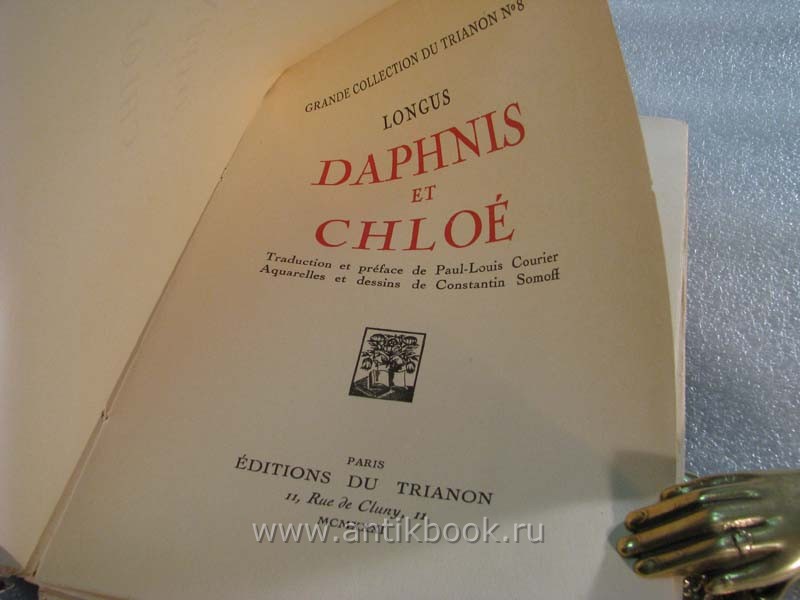 GRANDE COLLECTION DU TRIANON Nº 8
LONGUS
DAPHNIS
ET
CHLOÉ
Traduction et préface de Paul-Louis Courier
Aquarelles et dessins de Constantin Somoff
PARIS
ÉDITIONS DU TRIANON
11, Rue de Cluny, 11
www.antikbook.ru